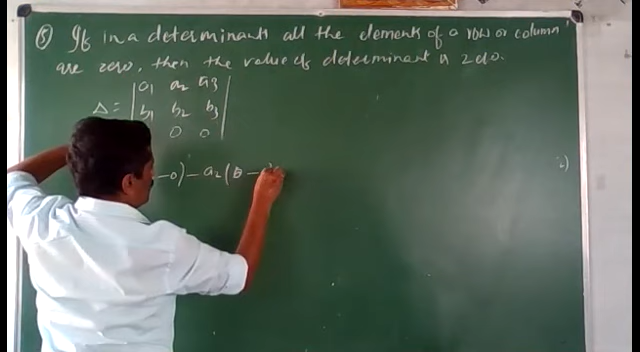 ⑤ If in a determinants all the elements of a row or column
are zero, then the value of determinant is zero.
a₁ a₂ a₃
Δ = b₁ b₂ b₃
0 0
-0) - a₂(0-